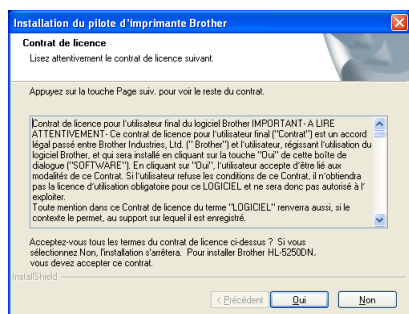 Installation du pilote d'imprimante Brother
Contrat de licence
Lisez attentivement le contrat de licence suivant.
Appuyez sur la touche Page suiv. pour voir le reste du contrat.
Contrat de licence pour l'utilisateur final du logiciel Brother IMPORTANT- A LIRE
ATTENTIVEMENT- Ce contrat de licence pour l'utilisateur final ("Contrat") est un accord
légal passé entre Brother Industries, Ltd. (" Brother") et l'utilisateur, régissant l'utilisation du
logiciel Brother, et qui sera installé en cliquant sur la touche "Oui" de cette boîte de
dialogue ("SOFTWARE"). En cliquant sur "Oui", l'utilisateur accepte d'être lié aux
modalités de ce Contrat. Si l'utilisateur refuse les conditions de ce Contrat, il n'obtiendra
pas la licence d'utilisation obligatoire pour ce LOGICIEL et ne sera donc pas autorisé à l'
exploiter.
Toute mention dans ce Contrat de licence du terme "LOGICIEL" renverra aussi, si le
contexte le permet, au support sur lequel il est enregistré.
Acceptez-vous tous les termes du contrat de licence ci-dessus ? Si vous
sélectionnez Non, l'installation s'arrêtera. Pour installer Brother HL-5250DN,
vous devez accepter ce contrat.
InstallShield
< Précédent
Oui
Non